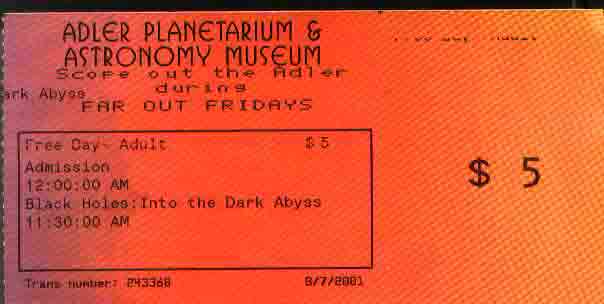 ADLER PLANETARIUM &
ASTRONOMY MUSEUM
Scope out the Adler
during
ark Abyss
FAR OUT FRIDAYS
Free Day- Adult $ 5
Admission
12:00:00 AM
Black Holes:Into the Dark Abyss
11:30:00 AM
$ 5
Trans number: 243360 8/7/2001